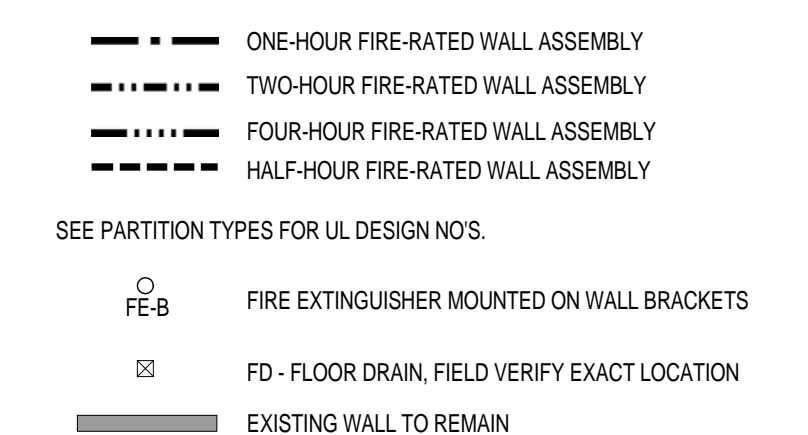 ONE-HOUR FIRE-RATED WALL ASSEMBLY
TWO-HOUR FIRE-RATED WALL ASSEMBLY
FOUR-HOUR FIRE-RATED WALL ASSEMBLY
HALF-HOUR FIRE-RATED WALL ASSEMBLY
SEE PARTITION TYPES FOR UL DESIGN NO'S.
FE-B FIRE EXTINGUISHER MOUNTED ON WALL BRACKETS
FD - FLOOR DRAIN, FIELD VERIFY EXACT LOCATION
EXISTING WALL TO REMAIN